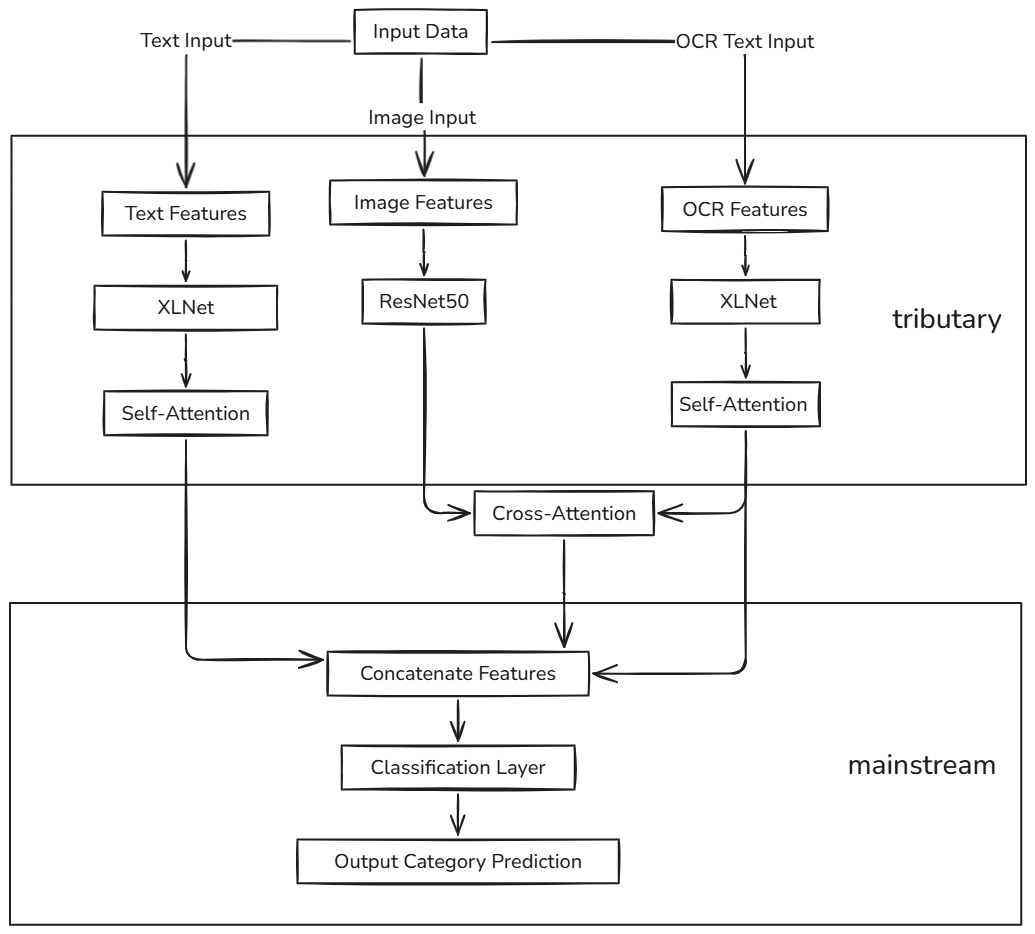 Input Data
Text Input
OCR Text Input
Image Input
Text Features
Image Features
OCR Features
XLNet
ResNet50
XLNet
tributary
Self-Attention
Self-Attention
Cross-Attention
Concatenate Features
Classification Layer
mainstream
Output Category Prediction